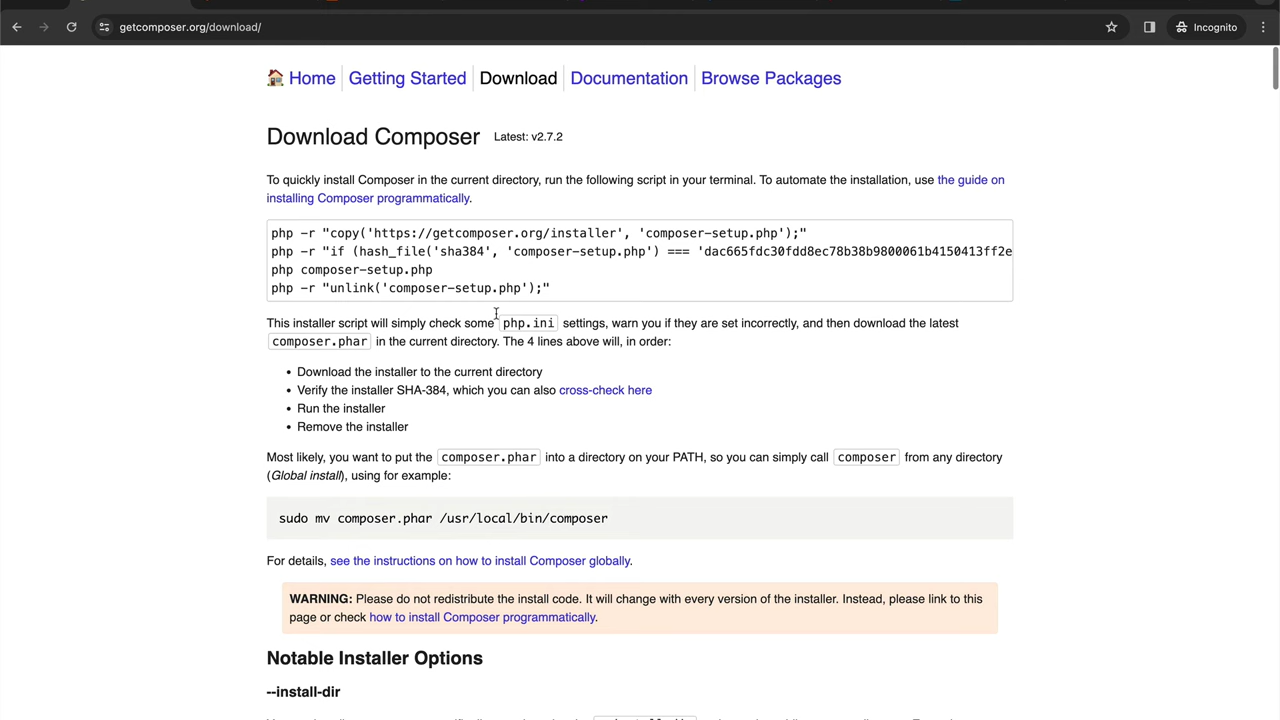 getcomposer.org/download/
Incognito
Home
Getting Started
Download
Documentation
Browse Packages
Download Composer Latest: v2.7.2
To quickly install Composer in the current directory, run the following script in your terminal. To automate the installation, use the guide on
installing Composer programmatically.
php -r "copy('https://getcomposer.org/installer', 'composer-setup.php');"
php -r "if (hash_file('sha384', 'composer-setup.php') === 'dac665fdc30fdd8ec78b38b9800061b4150413ff2e
php composer-setup.php
php -r "unlink('composer-setup.php');"
This installer script will simply check some php.ini settings, warn you if they are set incorrectly, and then download the latest
composer.phar in the current directory. The 4 lines above will, in order:
• Download the installer to the current directory
• Verify the installer SHA-384, which you can also cross-check here
• Run the installer
• Remove the installer
Most likely, you want to put the composer.phar into a directory on your PATH, so you can simply call composer from any directory
(Global install), using for example:
sudo mv composer.phar /usr/local/bin/composer
For details, see the instructions on how to install Composer globally.
WARNING: Please do not redistribute the install code. It will change with every version of the installer. Instead, please link to this
page or check how to install Composer programmatically.
Notable Installer Options
--install-dir